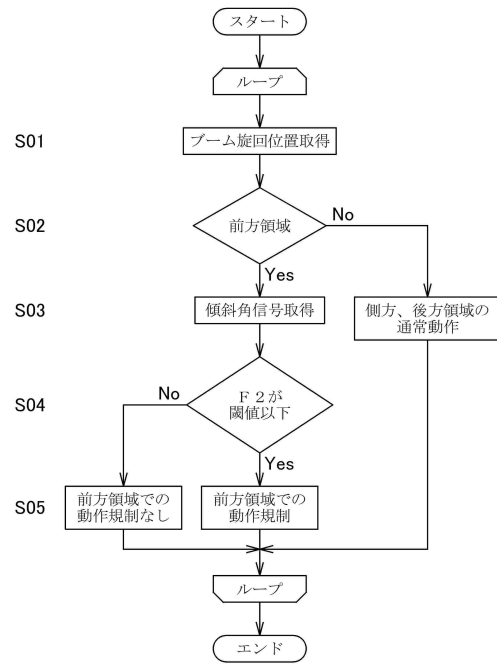 スタート
ループ
S01
ブーム旋回位置取得
S02
前方領域
No
Yes
S03
傾斜角信号取得
側方、後方領域の
通常動作
S04
F2が
閾値以下
No
Yes
S05
前方領域での
動作規制なし
前方領域での
動作規制
ループ
エンド